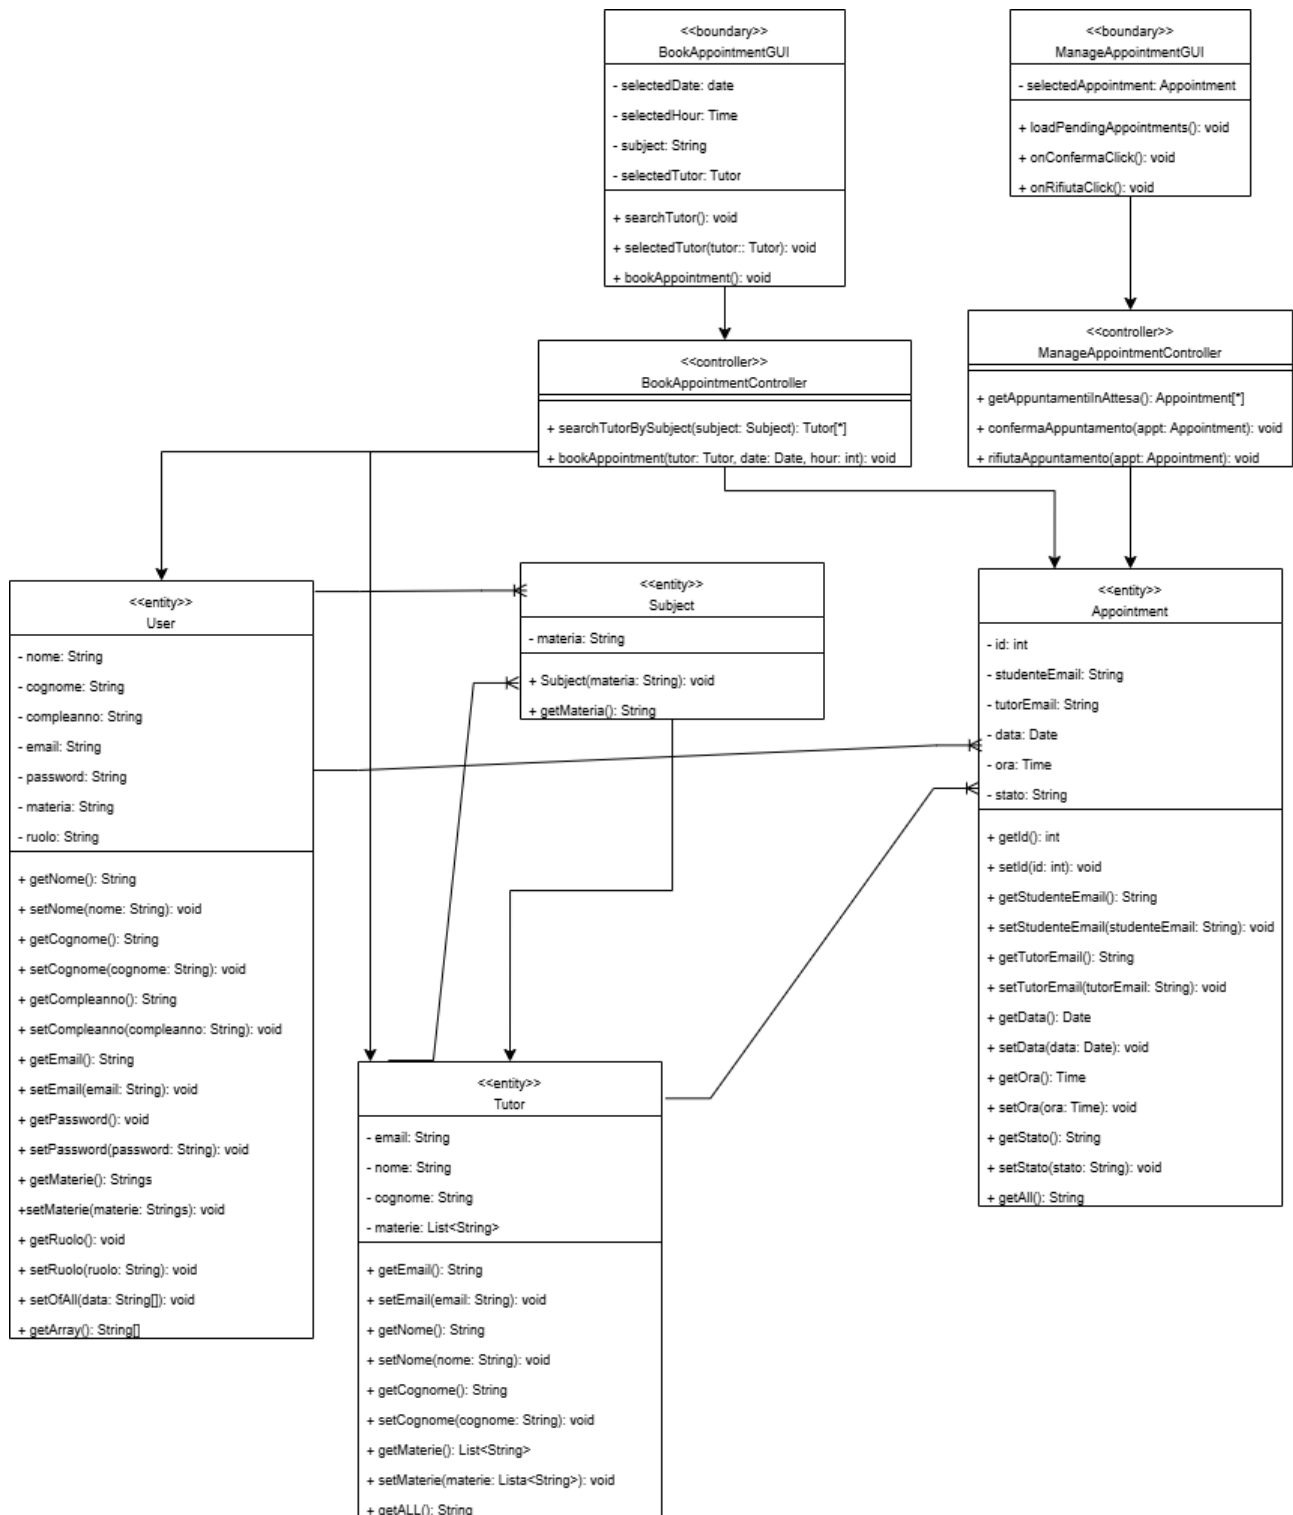 <<boundary>>
BookAppointmentGUI
- selectedDate: date
- selectedHour: Time
- subject: String
- selectedTutor: Tutor
+ searchTutor(): void
+ selectedTutor(tutor:: Tutor): void
+ bookAppointment(): void
<<boundary>>
ManageAppointmentGUI
- selectedAppointment: Appointment
+ loadPendingAppointments(): void
+ onConfermaClick(): void
+ onRifiutaClick(): void
<<controller>>
BookAppointmentController
+ searchTutorBySubject(subject: Subject): Tutor[*]
+ bookAppointment(tutor: Tutor, date: Date, hour: int): void
<<controller>>
ManageAppointmentController
+ getAppuntamentiInAttesa(): Appointment[*]
+ confermaAppuntamento(appt: Appointment): void
+ rifiutaAppuntamento(appt: Appointment): void
<<entity>>
User
- nome: String
- cognome: String
- compleanno: String
- email: String
- password: String
- materia: String
- ruolo: String
+ getNome(): String
+ setNome(nome: String): void
+ getCognome(): String
+ setCognome(cognome: String): void
+ getCompleanno(): String
+ setCompleanno(compleanno: String): void
+ getEmail(): String
+ setEmail(email: String): void
+ getPassword(): void
+ setPassword(password: String): void
+ getMaterie(): Strings
+setMaterie(materie: Strings): void
+ getRuolo(): void
+ setRuolo(ruolo: String): void
+ setOfAll(data: String[]): void
+ getArray(): String[]
<<entity>>
Subject
- materia: String
+ Subject(materia: String): void
+ getMateria(): String
<<entity>>
Appointment
- id: int
- studenteEmail: String
- tutorEmail: String
- data: Date
- ora: Time
- stato: String
+ getId(): int
+ setId(id: int): void
+ getStudenteEmail(): String
+ setStudenteEmail(studenteEmail: String): void
+ getTutorEmail(): String
+ setTutorEmail(tutorEmail: String): void
+ getData(): Date
+ setData(data: Date): void
+ getOra(): Time
+ setOra(ora: Time): void
+ getStato(): String
+ setStato(stato: String): void
+ getAll(): String
<<entity>>
Tutor
- email: String
- nome: String
- cognome: String
- materie: List<String>
+ getEmail(): String
+ setEmail(email: String): void
+ getNome(): String
+ setNome(nome: String): void
+ getCognome(): String
+ setCognome(cognome: String): void
+ getMaterie(): List<String>
+ setMaterie(materie: Lista<String>): void
+ getALL(): String